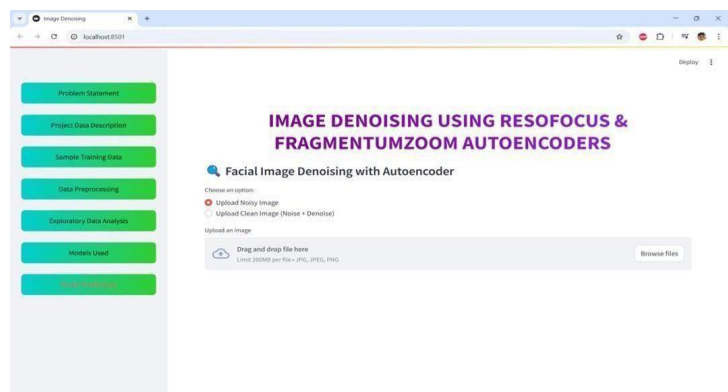 Image Denoising
localhost:8501
Deploy
Problem Statement
Project Data Description
Sample Training Data
Data Preprocessing
Exploratory Data Analysis
Models Used
IMAGE DENOISING USING RESOFOCUS &
FRAGMENTUMZOOM AUTOENCODERS
Facial Image Denoising with Autoencoder
Choose an option:
Upload Noisy Image
Upload Clean Image (Noise + Denoise)
Upload an image
Drag and drop file here
Limit 200MB per file • JPG, JPEG, PNG
Browse files